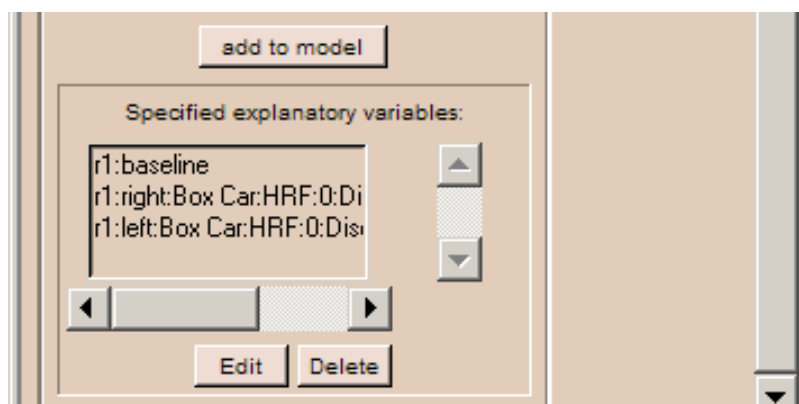 add to model
Specified explanatory variables:
r1:baseline
r1:right:Box Car:HRF:0:Di
r1:left:Box Car:HRF:0:Dis
Edit Delete